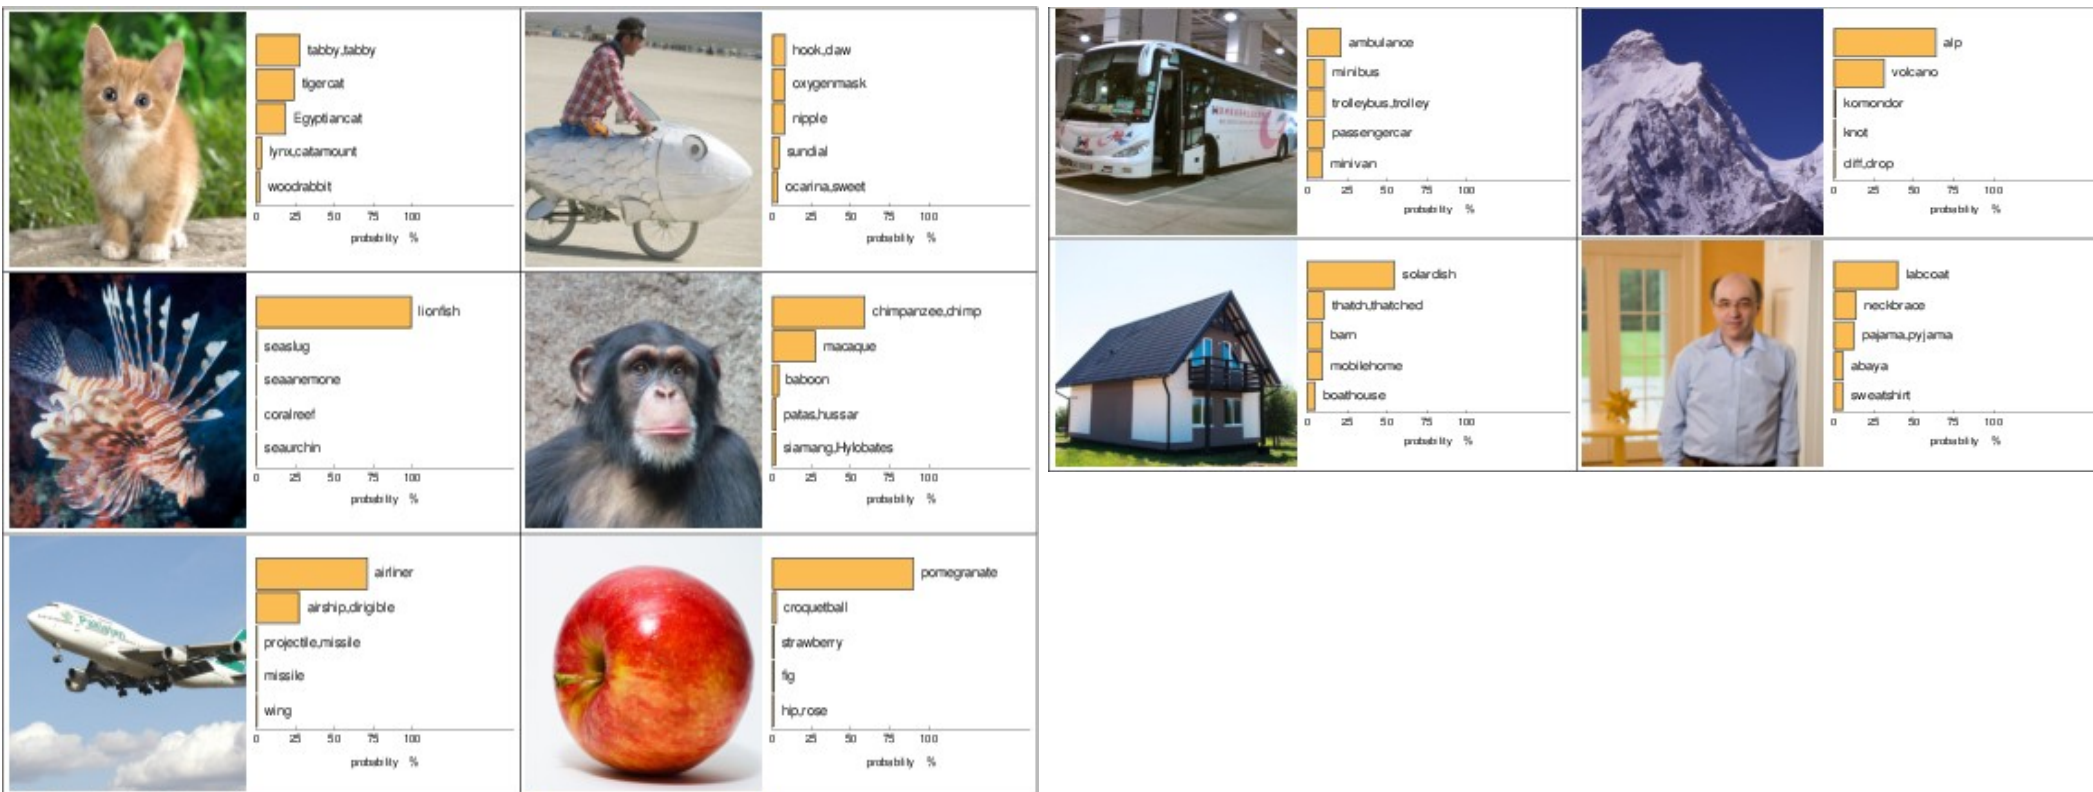 tabby,tabby
tigercat
Egyptiancat
lynx,catamount
woodrabbit
0 25 50 75 100
probability %
hook,claw
oxygenmask
nipple
sundial
ocarina,sweet
0 25 50 75 100
probability %
ambulance
minibus
trolleybus,trolley
passengercar
minivan
0 25 50 75 100
probability %
alp
volcano
komondor
knot
cliff,drop
0 25 50 75 100
probability %
lionfish
seaslug
seaanemone
coralreef
seaurchin
0 25 50 75 100
probability %
chimpanzee,chimp
macaque
baboon
patas,hussar
siamang,Hylobates
0 25 50 75 100
probability %
solardish
thatch,thatched
barn
mobilehome
boathouse
0 25 50 75 100
probability %
labcoat
neckbrace
pajama,pyjama
abaya
sweatshirt
0 25 50 75 100
probability %
airliner
airship,dirigible
projectile,missile
missile
wing
0 25 50 75 100
probability %
pomegranate
croquetball
strawberry
fig
hip,rose
0 25 50 75 100
probability %